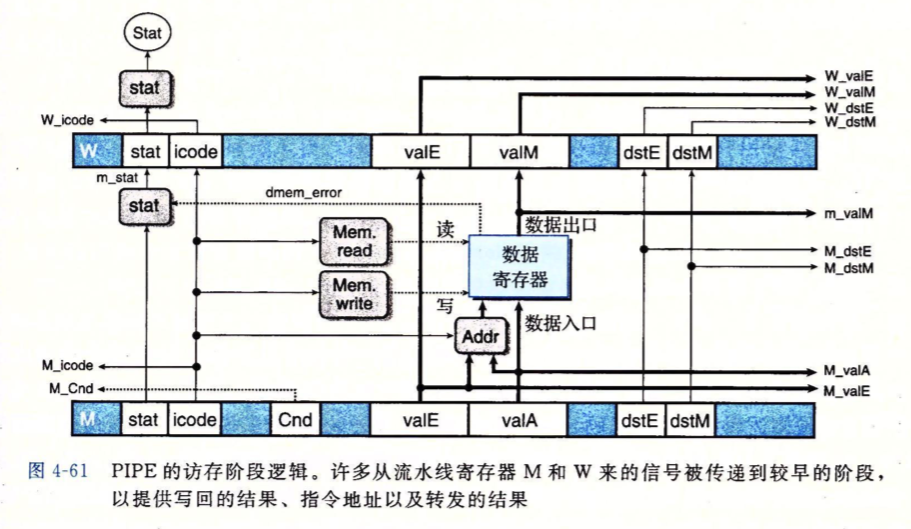 Stat
stat
W_valE
W_valM
W_dstE
W_dstM
W_icode
W stat icode valE valM dstE dstM
m_stat
dmem_error
stat
读
数据出口
m_valM
Mem.
read
数据
寄存器
M_dstE
M_dstM
Mem.
write
写
数据入口
Addr
M_icode
M_valA
M_Cnd
M_valE
M stat icode Cnd valE valA dstE dstM
图 4-61 PIPE 的访存阶段逻辑。许多从流水线寄存器 M 和 W 来的信号被传递到较早的阶段，
以提供写回的结果、指令地址以及转发的结果